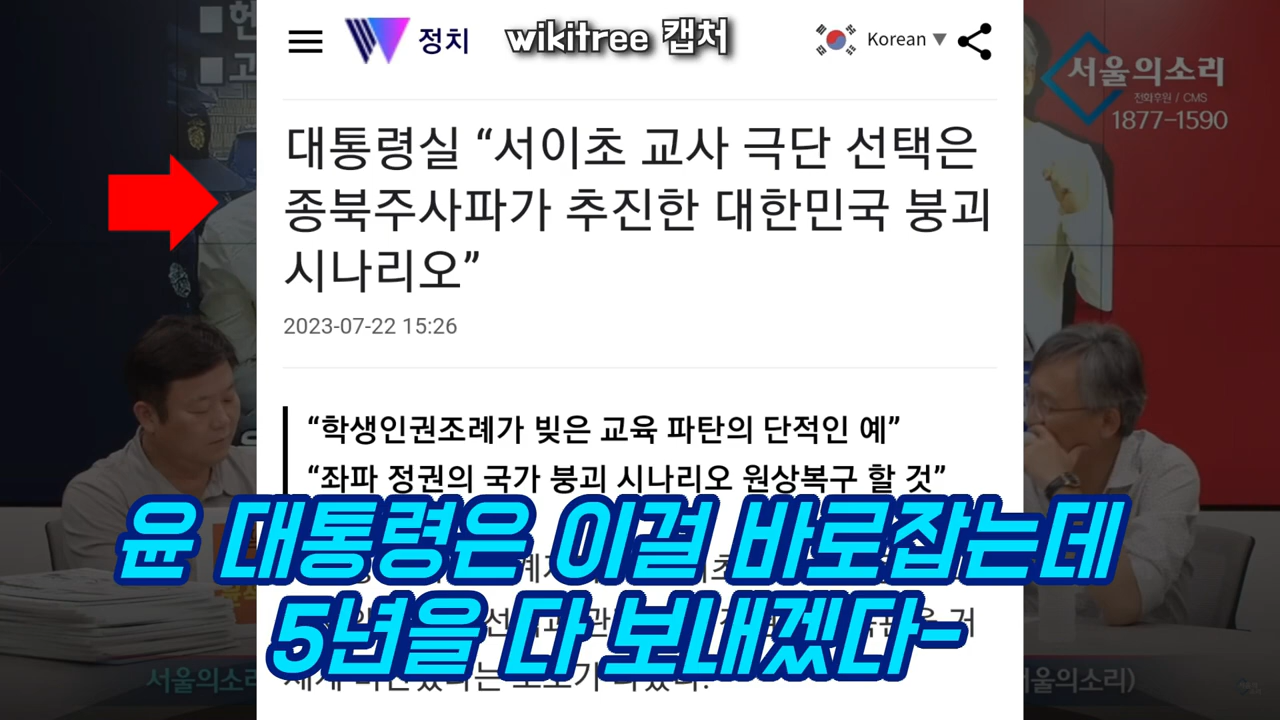 정치
wikitree 캡처
Korean ▼
서울의소리
전화후원 / CMS
1877-1590
대통령실 “서이초 교사 극단 선택은
종북주사파가 추진한 대한민국 붕괴
시나리오”
2023-07-22 15:26
“학생인권조례가 빚은 교육 파탄의 단적인 예”
“좌파 정권의 국가 붕괴 시나리오 원상복구 할 것”
윤 대통령은 이걸 바로잡는데
5년을 다 보내겠다-